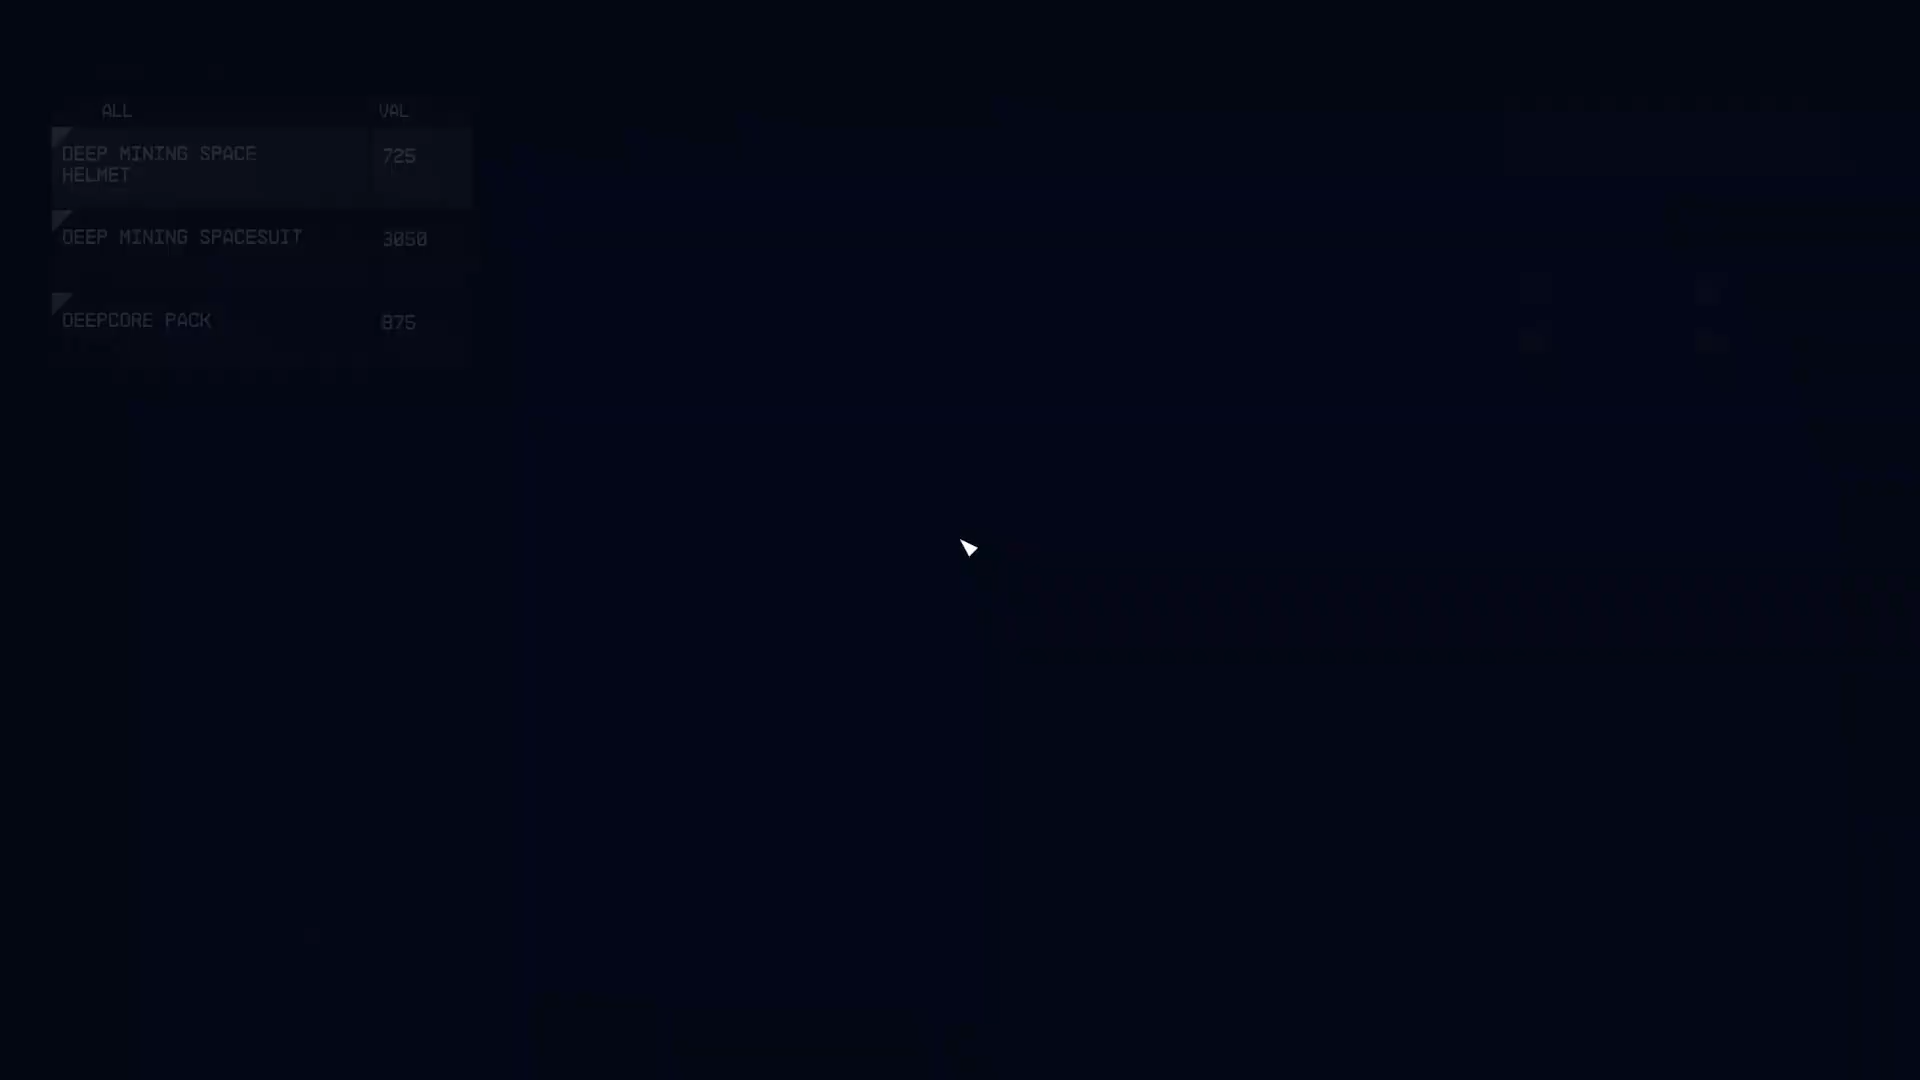 ALL VAL
DEEP MINING SPACE
HELMET
725
DEEP MINING SPACESUIT 3050
DEEPCORE PACK 875